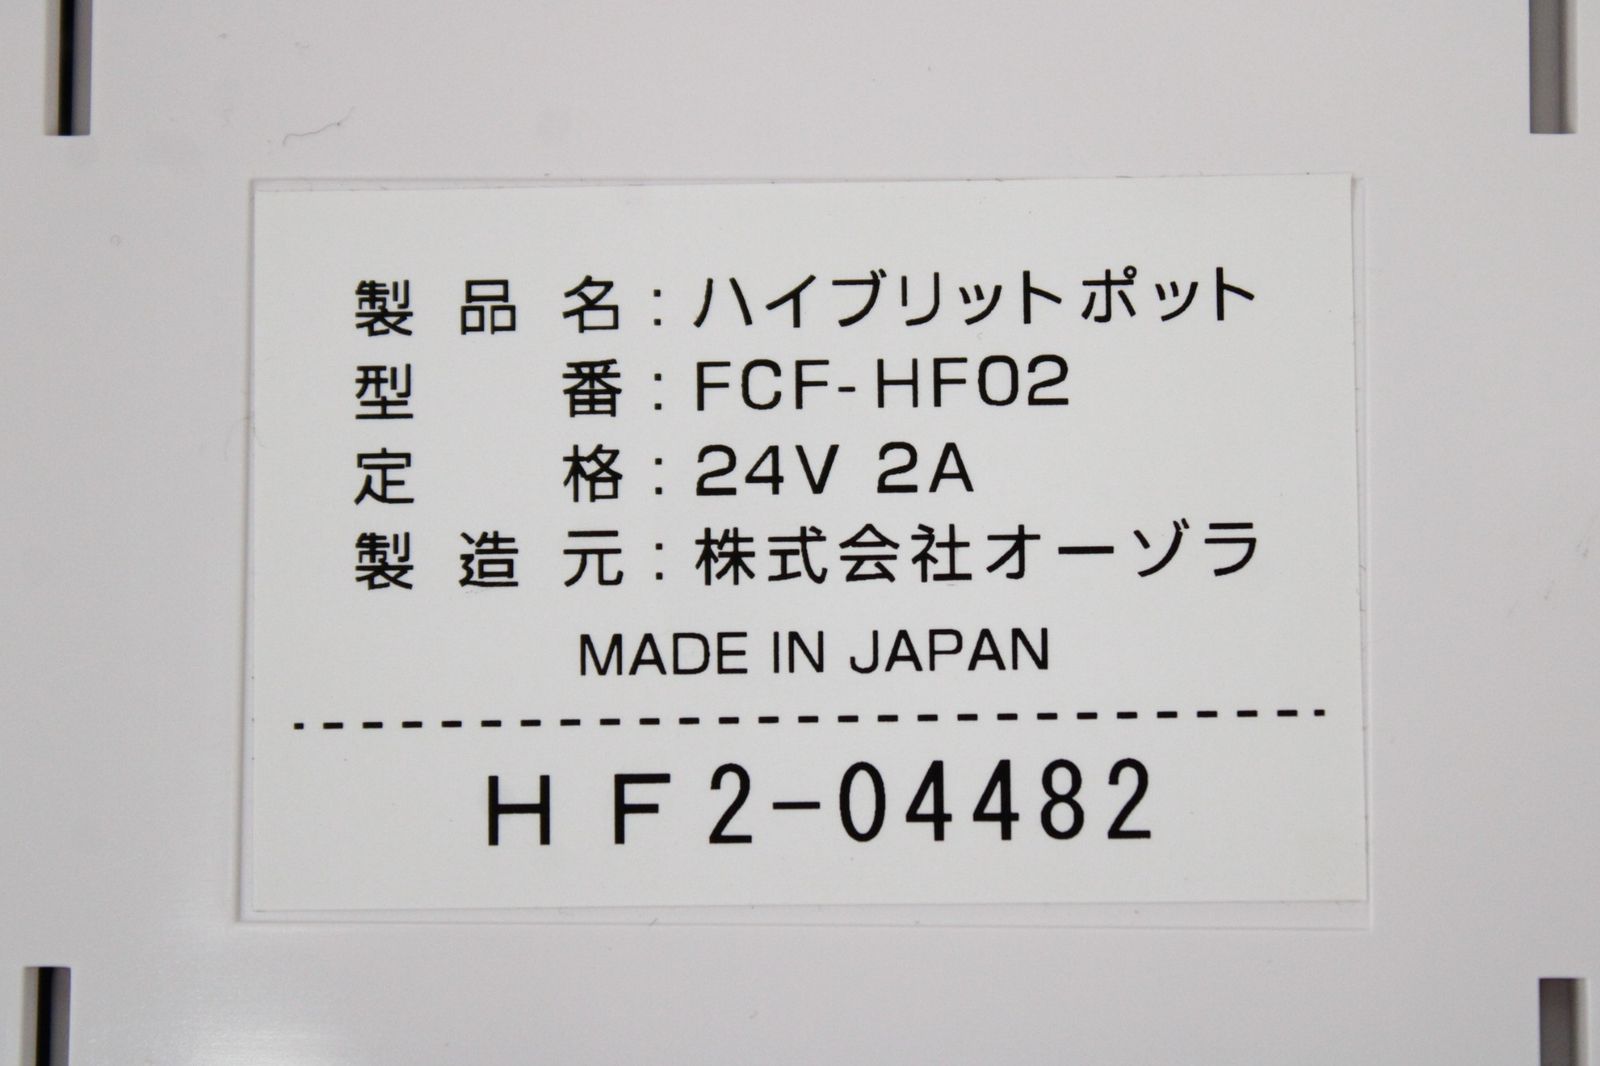 製品名：ハイブリットポット
型番：FCF-HF02
定格：24V 2A
製造元：株式会社オーゾラ
MADE IN JAPAN
HF2-04482